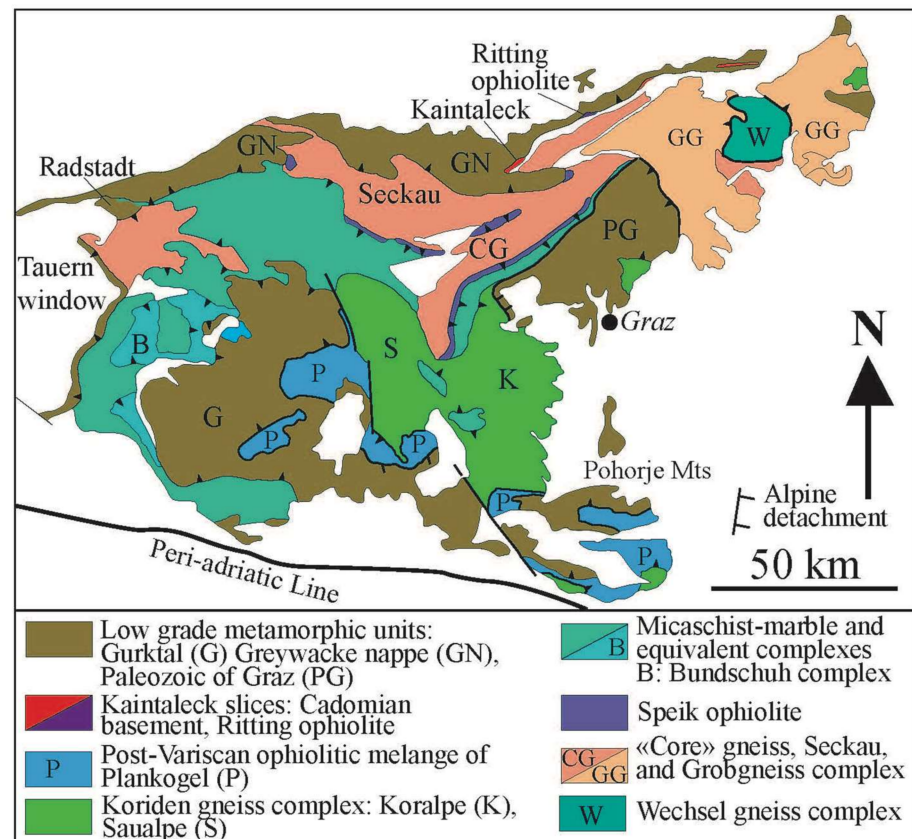 Ritting
ophiolite
Kaintaleck
GG
W
GG
GN
GN
Radstadt
Seckau
PG
CG
Tauern
window
Graz
N
B
S
P
K
G
P
P
Pohorje Mts
P
Alpine
detachment
P
Peri-adriatic Line
50 km
Low grade metamorphic units:
Gurktal (G) Greywacke nappe (GN),
Paleozoic of Graz (PG)
Kaintaleck slices: Cadomian
basement, Ritting ophiolite
P
Post-Variscan ophiolitic melange of
Plankogel (P)
Koriden gneiss complex: Koralpe (K),
Saualpe (S)
B
Micaschist-marble and
equivalent complexes
B: Bundschuh complex
Speik ophiolite
CG
GG
«Core» gneiss, Seckau,
and Grobgneiss complex
W
Wechsel gneiss complex